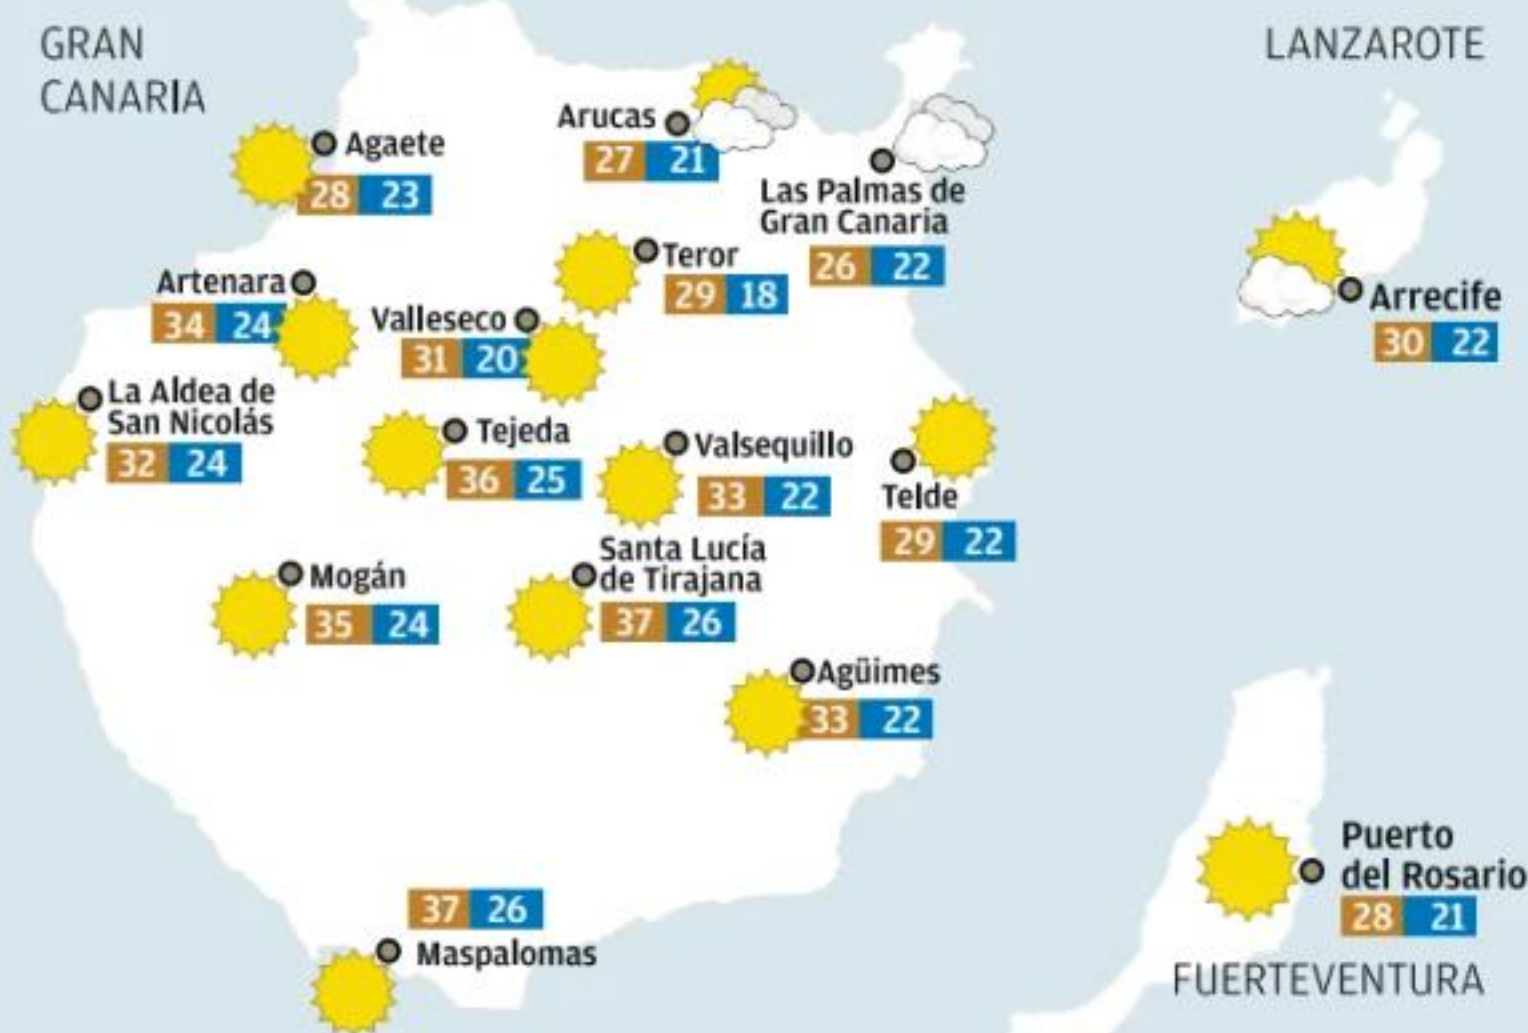 GRAN
CANARIA
LANZAROTE
Agaete
28 23
Arucas
27 21
Las Palmas de
Gran Canaria
26 22
Teror
29 18
Artenara
34 24
Valleseco
31 20
Arrecife
30 22
La Aldea de
San Nicolás
32 24
Tejeda
36 25
Valsequillo
33 22
Telde
29 22
Mogán
35 24
Santa Lucía
de Tirajana
37 26
Agüimes
33 22
Puerto
del Rosario
28 21
37 26
Maspalomas
FUERTEVENTURA